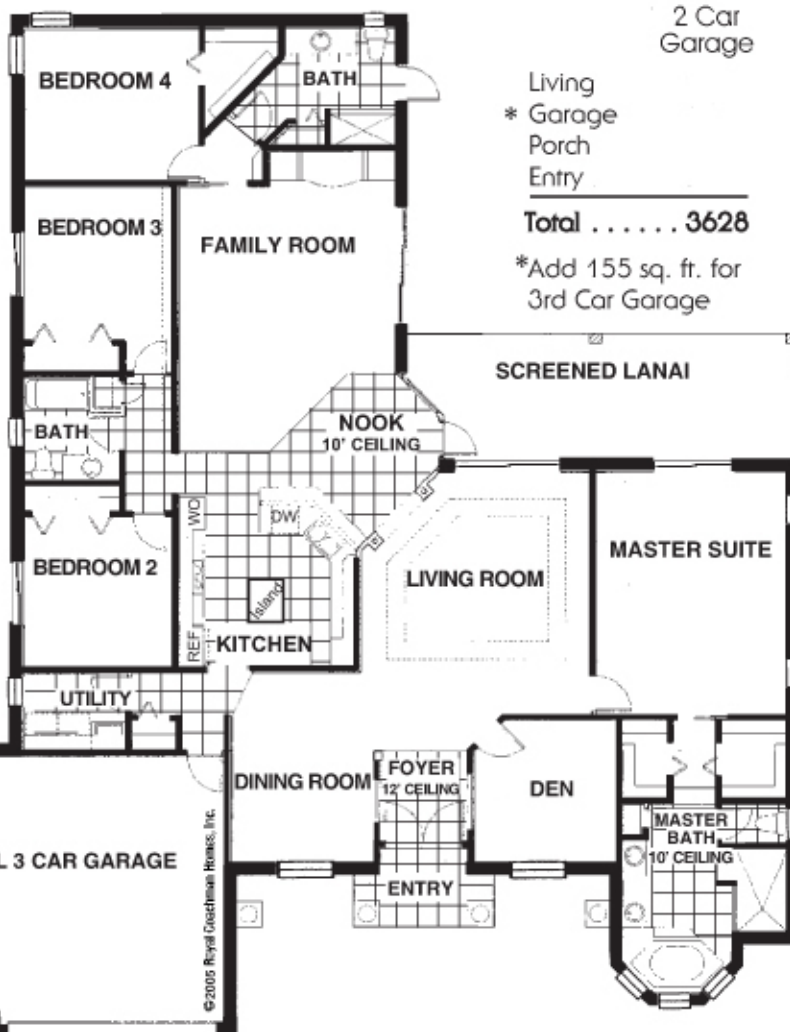 2 Car
Garage
Living
* Garage
Porch
Entry
Total ...... 3628
*Add 155 sq. ft. for
3rd Car Garage
BEDROOM 4
BATH
BEDROOM 3
FAMILY ROOM
SCREENED LANAI
NOOK
10' CEILING
BATH
WO
DW
BEDROOM 2
LIVING ROOM
MASTER SUITE
Island
REF
KITCHEN
UTILITY
DINING ROOM
FOYER
12' CEILING
DEN
MASTER
BATH
10' CEILING
L 3 CAR GARAGE
ENTRY
©2005 Royal Coachman Homes, Inc.